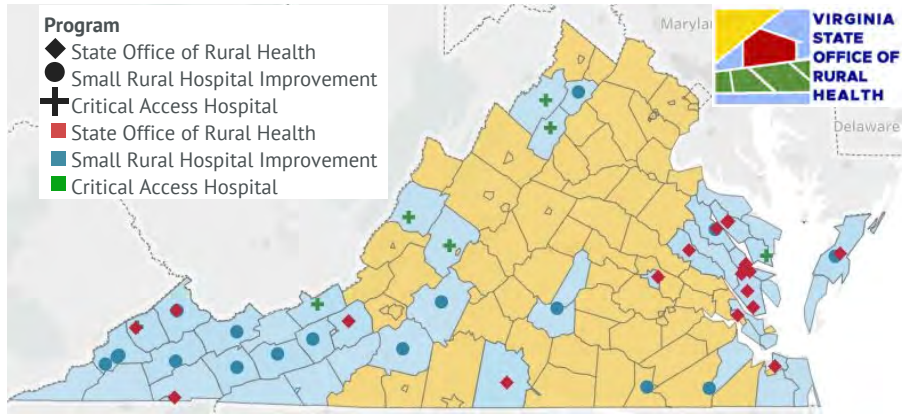 Program
State Office of Rural Health
Small Rural Hospital Improvement
Critical Access Hospital
State Office of Rural Health
Small Rural Hospital Improvement
Critical Access Hospital
Maryla
VIRGINIA
STATE
OFFICE OF
RURAL
HEALTH
Delaware